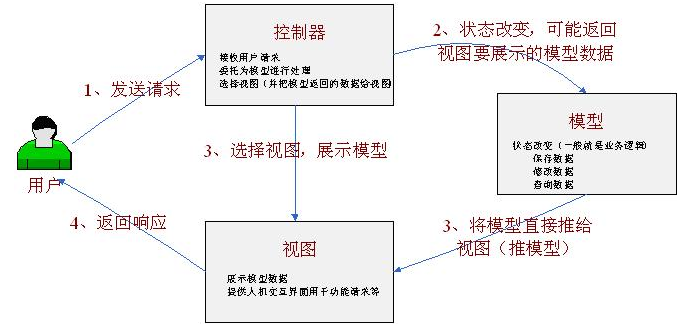 控制器
接收用户请求
委托为模型进行处理
选择视图（并把模型返回的数据给视图）
2、状态改变，可能返回
视图要展示的模型数据
1、发送请求
模型
状态改变（一般就是业务逻辑）
保存数据
修改数据
查询数据
3、选择视图，展示模型
用户
4、返回响应
3、将模型直接推给
视图（推模型）
视图
展示模型数据
提供人机交互界面用于功能请求等